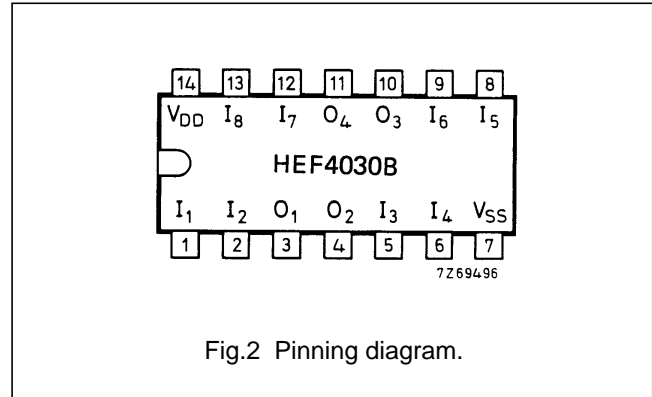 14 13 12 11 10 9 8
VDD I8 I7 O4 O3 I6 I5
HEF4030B
I1 I2 O1 O2 I3 I4 VSS
1 2 3 4 5 6 7
7Z69496
Fig.2 Pinning diagram.